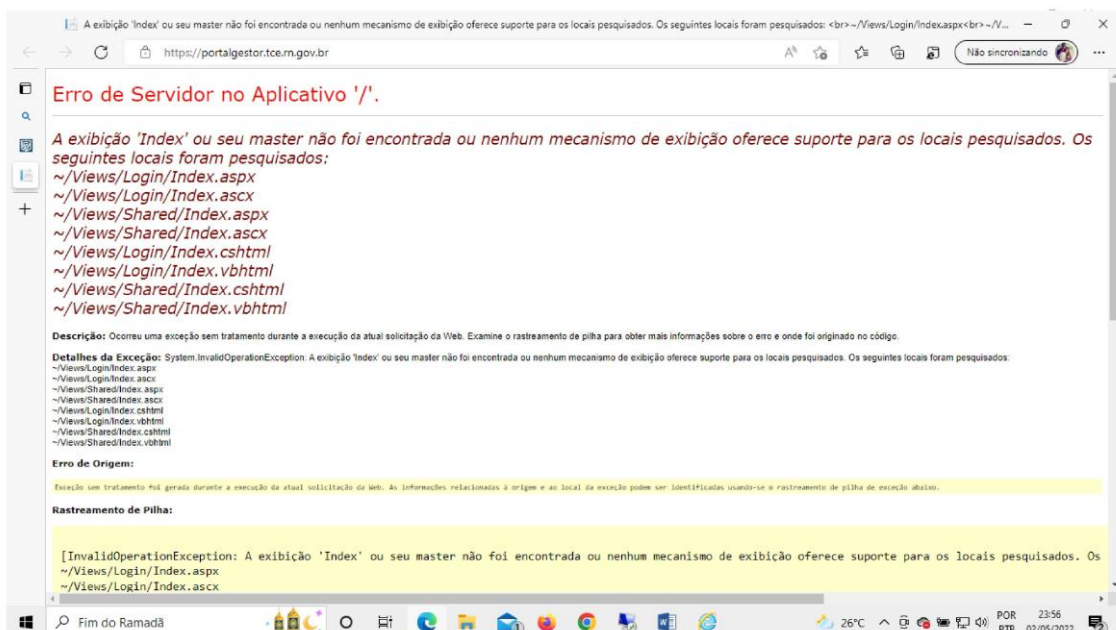 A exibição 'Index' ou seu master não foi encontrada ou nenhum mecanismo de exibição oferece suporte para os locais pesquisados. Os seguintes locais foram pesquisados: <br>~/Views/Login/Index.aspx<br>~/V...
https://portalgestor.tce.rn.gov.br
Não sincronizando
Erro de Servidor no Aplicativo '/'.
A exibição 'Index' ou seu master não foi encontrada ou nenhum mecanismo de exibição oferece suporte para os locais pesquisados. Os
seguintes locais foram pesquisados:
~/Views/Login/Index.aspx
~/Views/Login/Index.ascx
~/Views/Shared/Index.aspx
~/Views/Shared/Index.ascx
~/Views/Login/Index.cshtml
~/Views/Login/Index.vbhtml
~/Views/Shared/Index.cshtml
~/Views/Shared/Index.vbhtml
Descrição: Ocorreu uma exceção sem tratamento durante a execução da atual solicitação da Web. Examine o rastreamento de pilha para obter mais informações sobre o erro e onde foi originado no código.
Detalhes da Exceção: System.InvalidOperationException: A exibição 'Index' ou seu master não foi encontrada ou nenhum mecanismo de exibição oferece suporte para os locais pesquisados. Os seguintes locais foram pesquisados:
~/Views/Login/Index.aspx
~/Views/Login/Index.ascx
~/Views/Shared/Index.aspx
~/Views/Shared/Index.ascx
~/Views/Login/Index.cshtml
~/Views/Login/Index.vbhtml
~/Views/Shared/Index.cshtml
~/Views/Shared/Index.vbhtml
Erro de Origem:
Exceção sem tratamento foi gerada durante a execução da atual solicitação da Web. As informações relacionadas à origem e ao local da exceção podem ser identificadas usando-se o rastreamento de pilha de exceção abaixo.
Rastreamento de Pilha:
[InvalidOperationException: A exibição 'Index' ou seu master não foi encontrada ou nenhum mecanismo de exibição oferece suporte para os locais pesquisados. Os
~/Views/Login/Index.aspx
~/Views/Login/Index.ascx
Fim do Ramadã
26°C
POR
23:56
PTB
02/05/2022